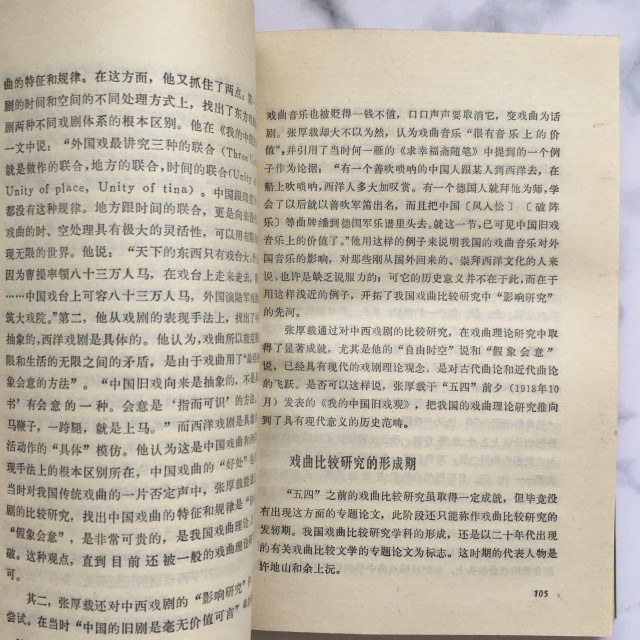 曲的特征和规律。在这方面，他又抓住了两点：第一
剧的时间和空间的不同处理方式上，找出了东方
剧两种不同戏剧体系的根本区别。他在《我的中国
一文中说：“外国戏最讲究三种的联合（Three U
就是做作的联合，地方的联合，时间的联合(Unity
Unity of place, Unity of tina）。中国跟印度
都没有这种规律。地方跟时间的联合，更是向来
戏曲的时、空处理具有极大的灵活性，可以用有限
现无限的世界。他说：“天下的东西只有戏台大
因为曹操率领八十三万人马，在戏台上走来走去，
……中国戏台上可容八十三万人马，外国演陆军
筑大戏院。”第二，他从戏剧的表现手法上，找出了
抽象的，西洋戏剧是具体的。他认为，戏曲所以能
限和生活的无限之间的矛盾，是由于戏曲用了“
象会意的方法”。“中国旧戏向来是抽象的，不
书’有会意的一种。会意是‘指而可识’的方法，
马鞭子，一跨腿，就是上马。”而西洋戏剧是具
活动作的“具体”模仿。他认为这是中国戏曲和西
现手法上的根本区别所在，中国戏曲的“好处”
当时对我国传统戏曲的一片否定声中，张厚载能
剧的比较研究，找出中国戏曲的特征和规律是“
“假象会意”，是非常可贵的，是我国戏曲理论上
破。这种观点，直到目前还被一般的戏曲理论
可。
其二，张厚载还对中西戏剧的“影响研究”
尝试。在当时“中国的旧剧是毫无价值可言”
戏曲音乐也被贬得一钱不值，口口声声要取消它，变戏曲为话
剧。张厚载却大不以为然，认为戏曲音乐“很有音乐上的价
值”，并引用了当时何一雁的《求幸福斋随笔》中提到的一个例
子作为论据；“有一个善吹唢呐的中国人跟某人到西洋去，在
船上吹唢呐，西洋人多大加叹赏。有一个德国人就拜他为师，学
会了以后就以善吹军笛出名，而且把中国〔风入松〕〔破阵
乐〕等曲牌播到德国军乐谱里头去。就这一节，已可见中国旧戏
音乐上的价值了。”他用这样的例子来说明我国的戏曲音乐对外
国音乐的影响，对那些刚从国外回来的、崇拜西洋文化的人来
说，也许是缺乏说服力的；可它的历史意义并不在于此，而在于
用这样浅近的例子，开拓了我国戏曲比较研究中“影响研究”
的先河。
张厚载通过对中西戏剧的比较研究，在戏曲理论研究中取
得了显著成就，尤其是他的“自由时空”说和“假象会意”
说，已经具有现代的戏剧理论观念，是对古代曲论和近代曲论
的飞跃。是否可以这样说，张厚载于“五四”前夕（1918年10
月）发表的《我的中国旧戏观》，把我国的戏曲理论研究推向
到了具有现代意义的历史范畴。
戏曲比较研究的形成期
“五四”之前的戏曲比较研究虽取得一定成就，但毕竟没
有出现这方面的专题论文，此阶段还只能称作戏曲比较研究的
发轫期。我国戏曲比较研究学科的形成，还是以二十年代出现
的有关戏曲比较文学的专题论文为标志。这时期的代表人物是
许地山和余上沅。
105